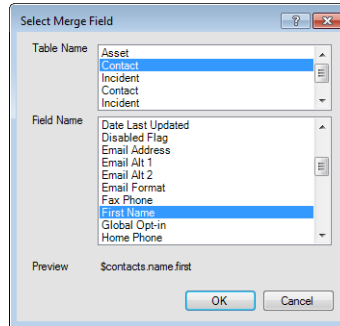 Select Merge Field
Table Name
Asset
Contact
Incident
Contact
Incident
Field Name
Date Last Updated
Disabled Flag
Email Address
Email Alt 1
Email Alt 2
Email Format
Fax Phone
First Name
Global Opt-in
Home Phone
Preview $contacts.name.first
OK Cancel